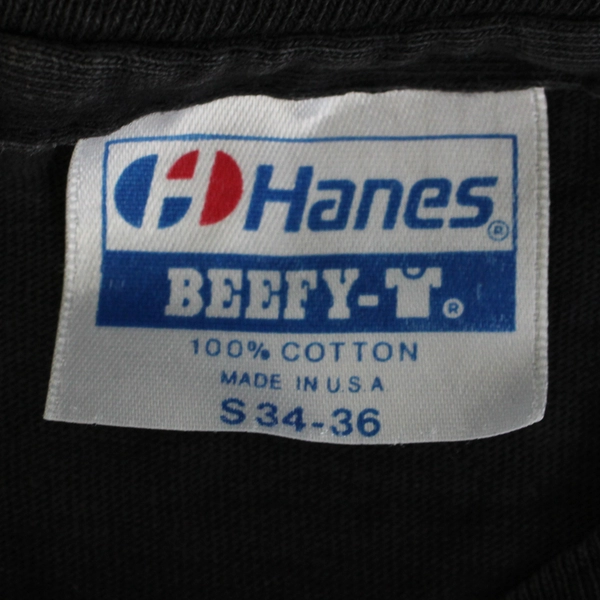 Hanes®
BEEFY-T®
100% COTTON
MADE IN U.S.A
S 34-36